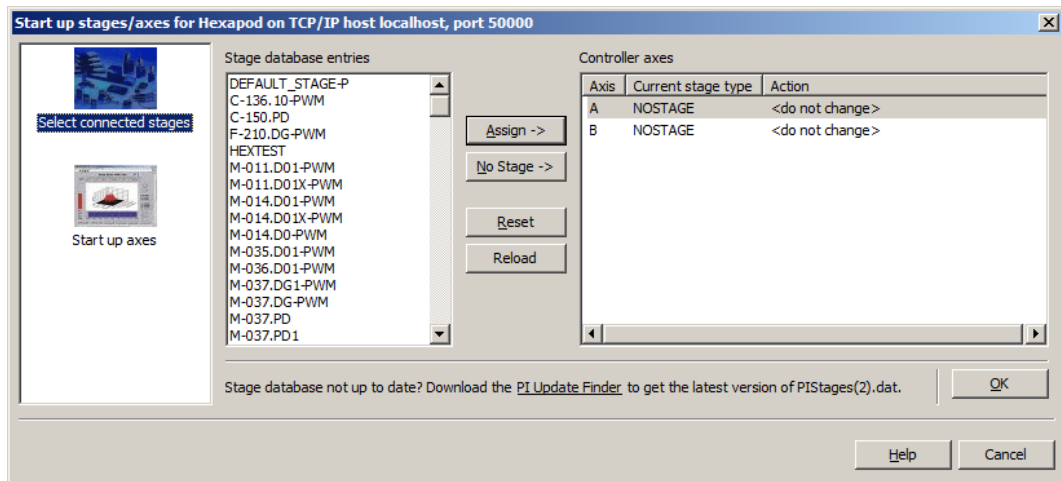 Start up stages/axes for Hexapod on TCP/IP host localhost, port 50000
Select connected stages
Start up axes
Stage database entries
DEFAULT_STAGE-P
C-136.10-PWM
C-150.PD
F-210.DG-PWM
HEXTEST
M-011.D01-PWM
M-011.D01X-PWM
M-014.D01-PWM
M-014.D01X-PWM
M-014.D0-PWM
M-035.D01-PWM
M-036.D01-PWM
M-037.DG1-PWM
M-037.DG-PWM
M-037.PD
M-037.PD1
Assign ->
No Stage ->
Reset
Reload
Controller axes
Axis Current stage type Action
A NOSTAGE <do not change>
B NOSTAGE <do not change>
Stage database not up to date? Download the PI Update Finder to get the latest version of PIStages(2).dat.
OK
Help Cancel